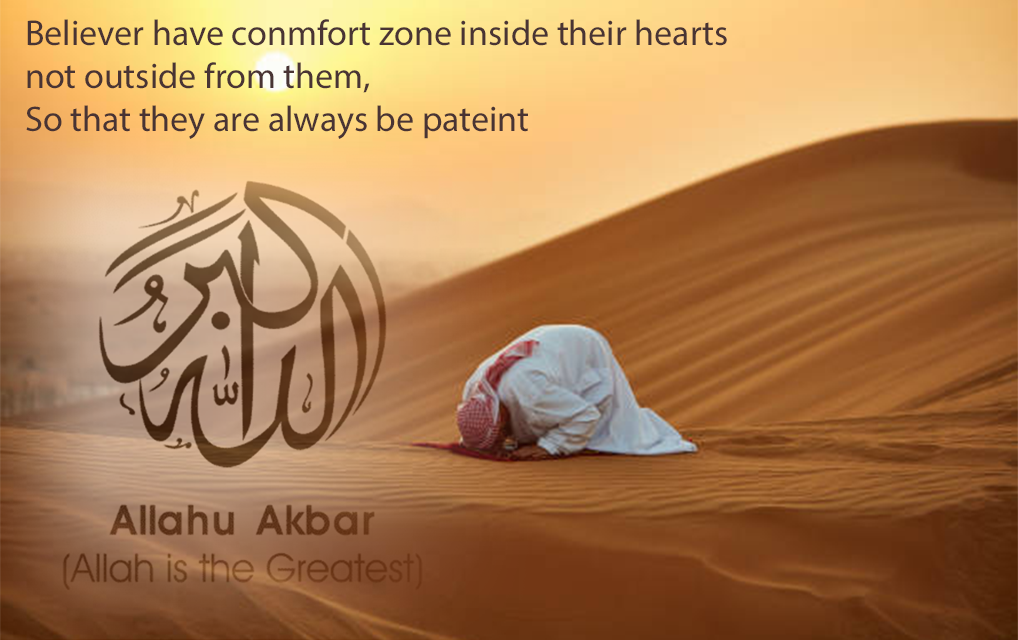 Believer have conmfort zone inside their hearts
not outside from them,
So that they are always be pateint
الله أكبر
Allahu Akbar
(Allah is the Greatest)